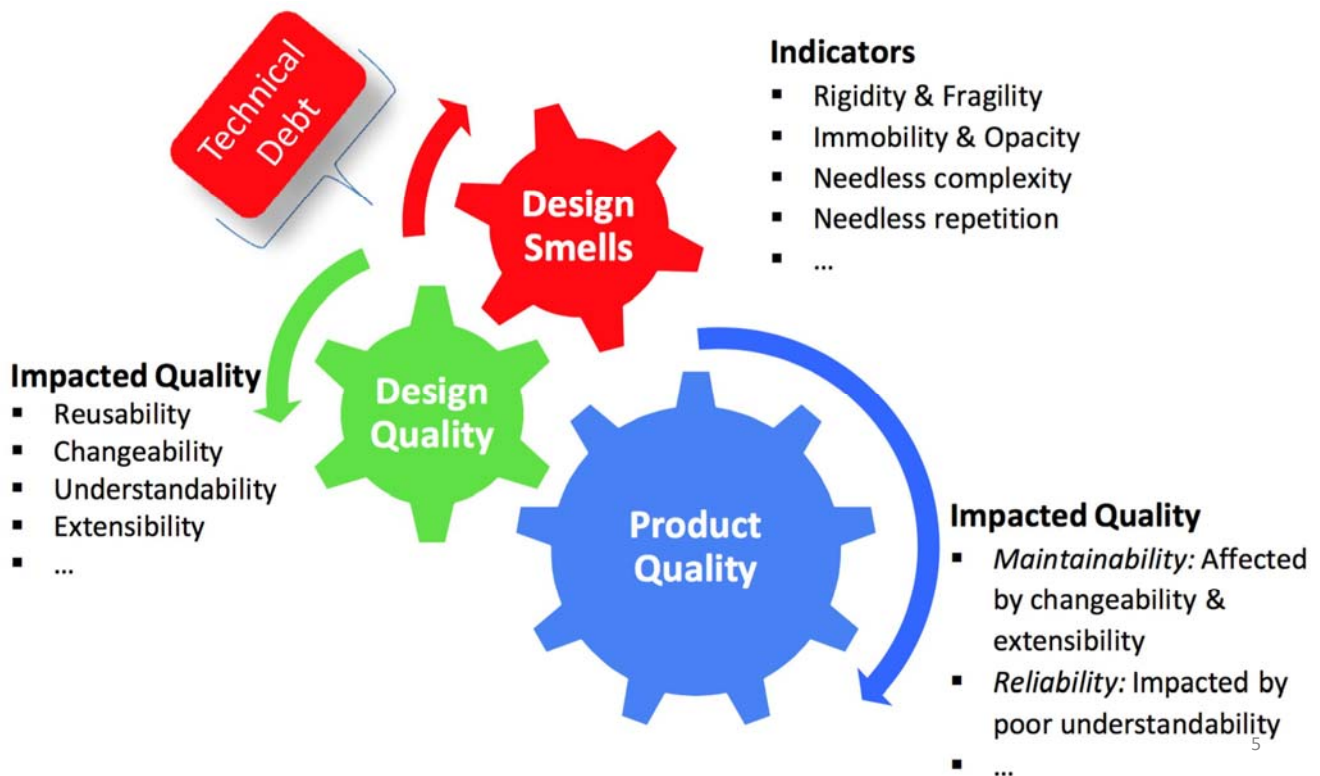 Technical
Debt
Design
Smells
Indicators
▪ Rigidity & Fragility
▪ Immobility & Opacity
▪ Needless complexity
▪ Needless repetition
▪ ...
Impacted Quality
▪ Reusability
▪ Changeability
▪ Understandability
▪ Extensibility
▪ ...
Design
Quality
Product
Quality
Impacted Quality
▪ Maintainability: Affected
by changeability &
extensibility
▪ Reliability: Impacted by
poor understandability
▪ ...
5